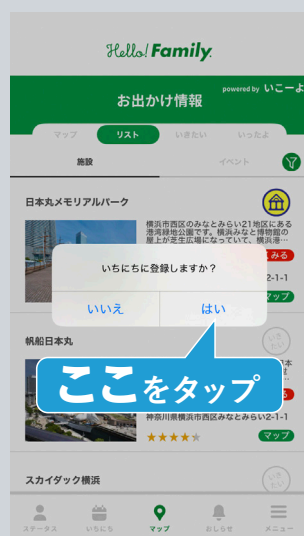 Hello! Family.
powered by いこーよ
お出かけ情報
マップ
リスト
いきたい
いったよ
施設
イベント
日本丸メモリアルパーク
横浜市西区のみなとみらい21地区にある
港湾緑地公園です。横浜みなと博物館の
屋上が芝生広場になっていて、横浜港…
みる
2-1-1
マップ
いちにちに登録しますか？
いいえ
はい
帆船日本丸
いき
たい
ここをタップ
神奈川県横浜市西区みなとみらい2-1-1
マップ
スカイダック横浜
いき
たい
ステータス
いちにち
マップ
おしらせ
メニュー